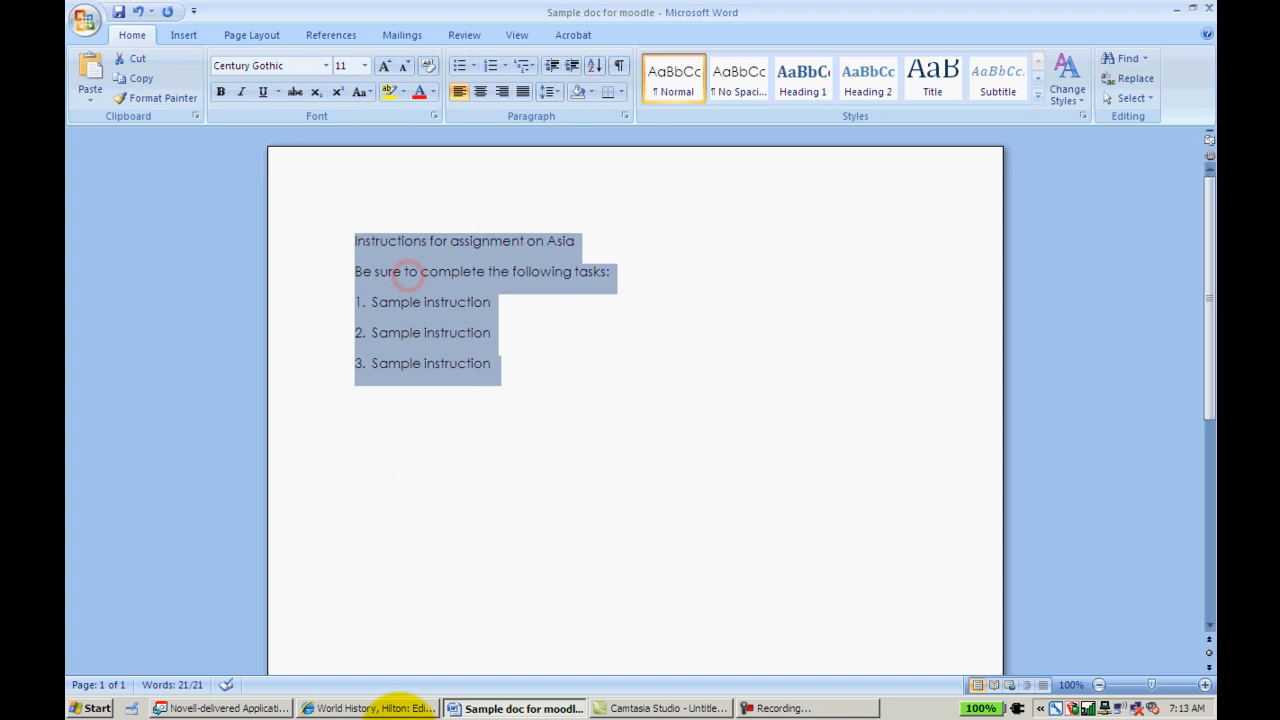 Sample doc for moodle - Microsoft Word
Home Insert Page Layout References Mailings Review View Acrobat
Paste
Cut
Copy
Format Painter
Clipboard
Century Gothic 11
Font
Paragraph
AaBbCc AaBbCc AaBbCc AaBbCc AaB AaBbCc.
¶ Normal ¶ No Spaci... Heading 1 Heading 2 Title Subtitle
Change Styles
Styles
Find
Replace
Select
Editing
Instructions for assignment on Asia
Be sure to complete the following tasks:
1. Sample instruction
2. Sample instruction
3. Sample instruction
Page: 1 of 1 Words: 21/21 100%
Start Novell-delivered Applicati... World History, Hilton: Edi... Sample doc for moodl... Camtasia Studio - Untitle... Recording... 100% 7:13 AM